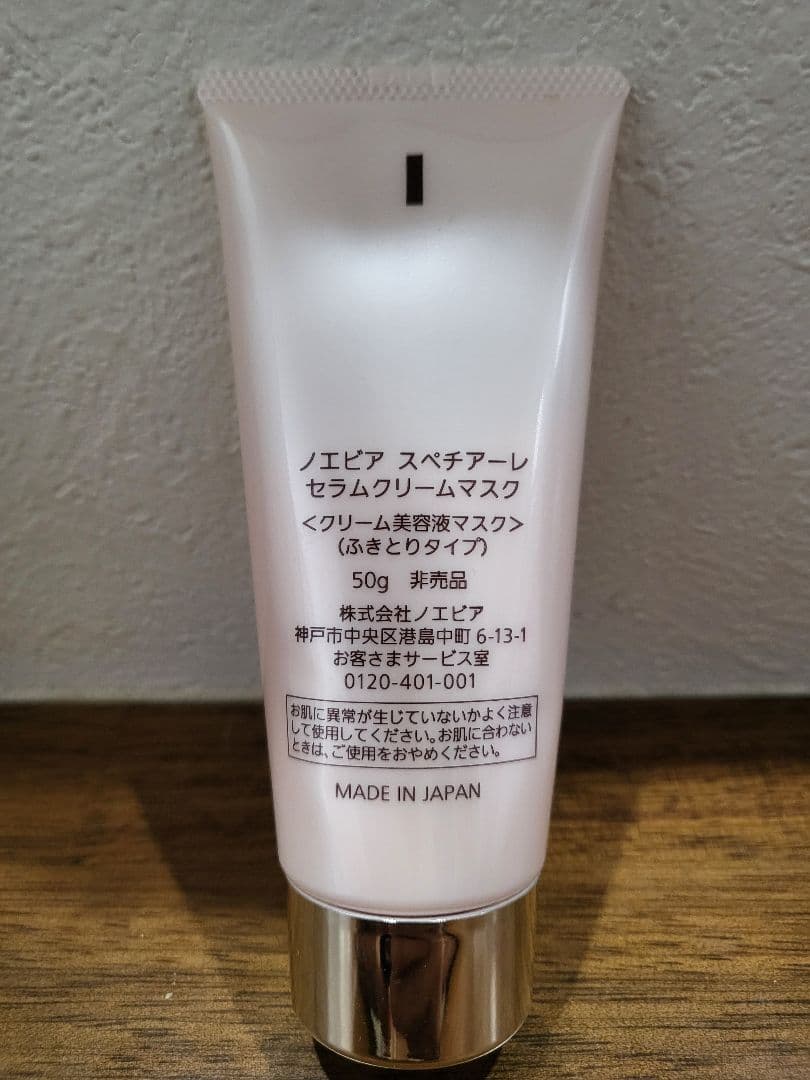 ノエビア スペチアーレ
セラムクリームマスク
<クリーム美容液マスク>
(ふきとりタイプ)
50g 非売品
株式会社ノエビア
神戸市中央区港島中町 6-13-1
お客さまサービス室
0120-401-001
お肌に異常が生じていないかよく注意
して使用してください。お肌に合わない
ときは、ご使用をおやめください。
MADE IN JAPAN